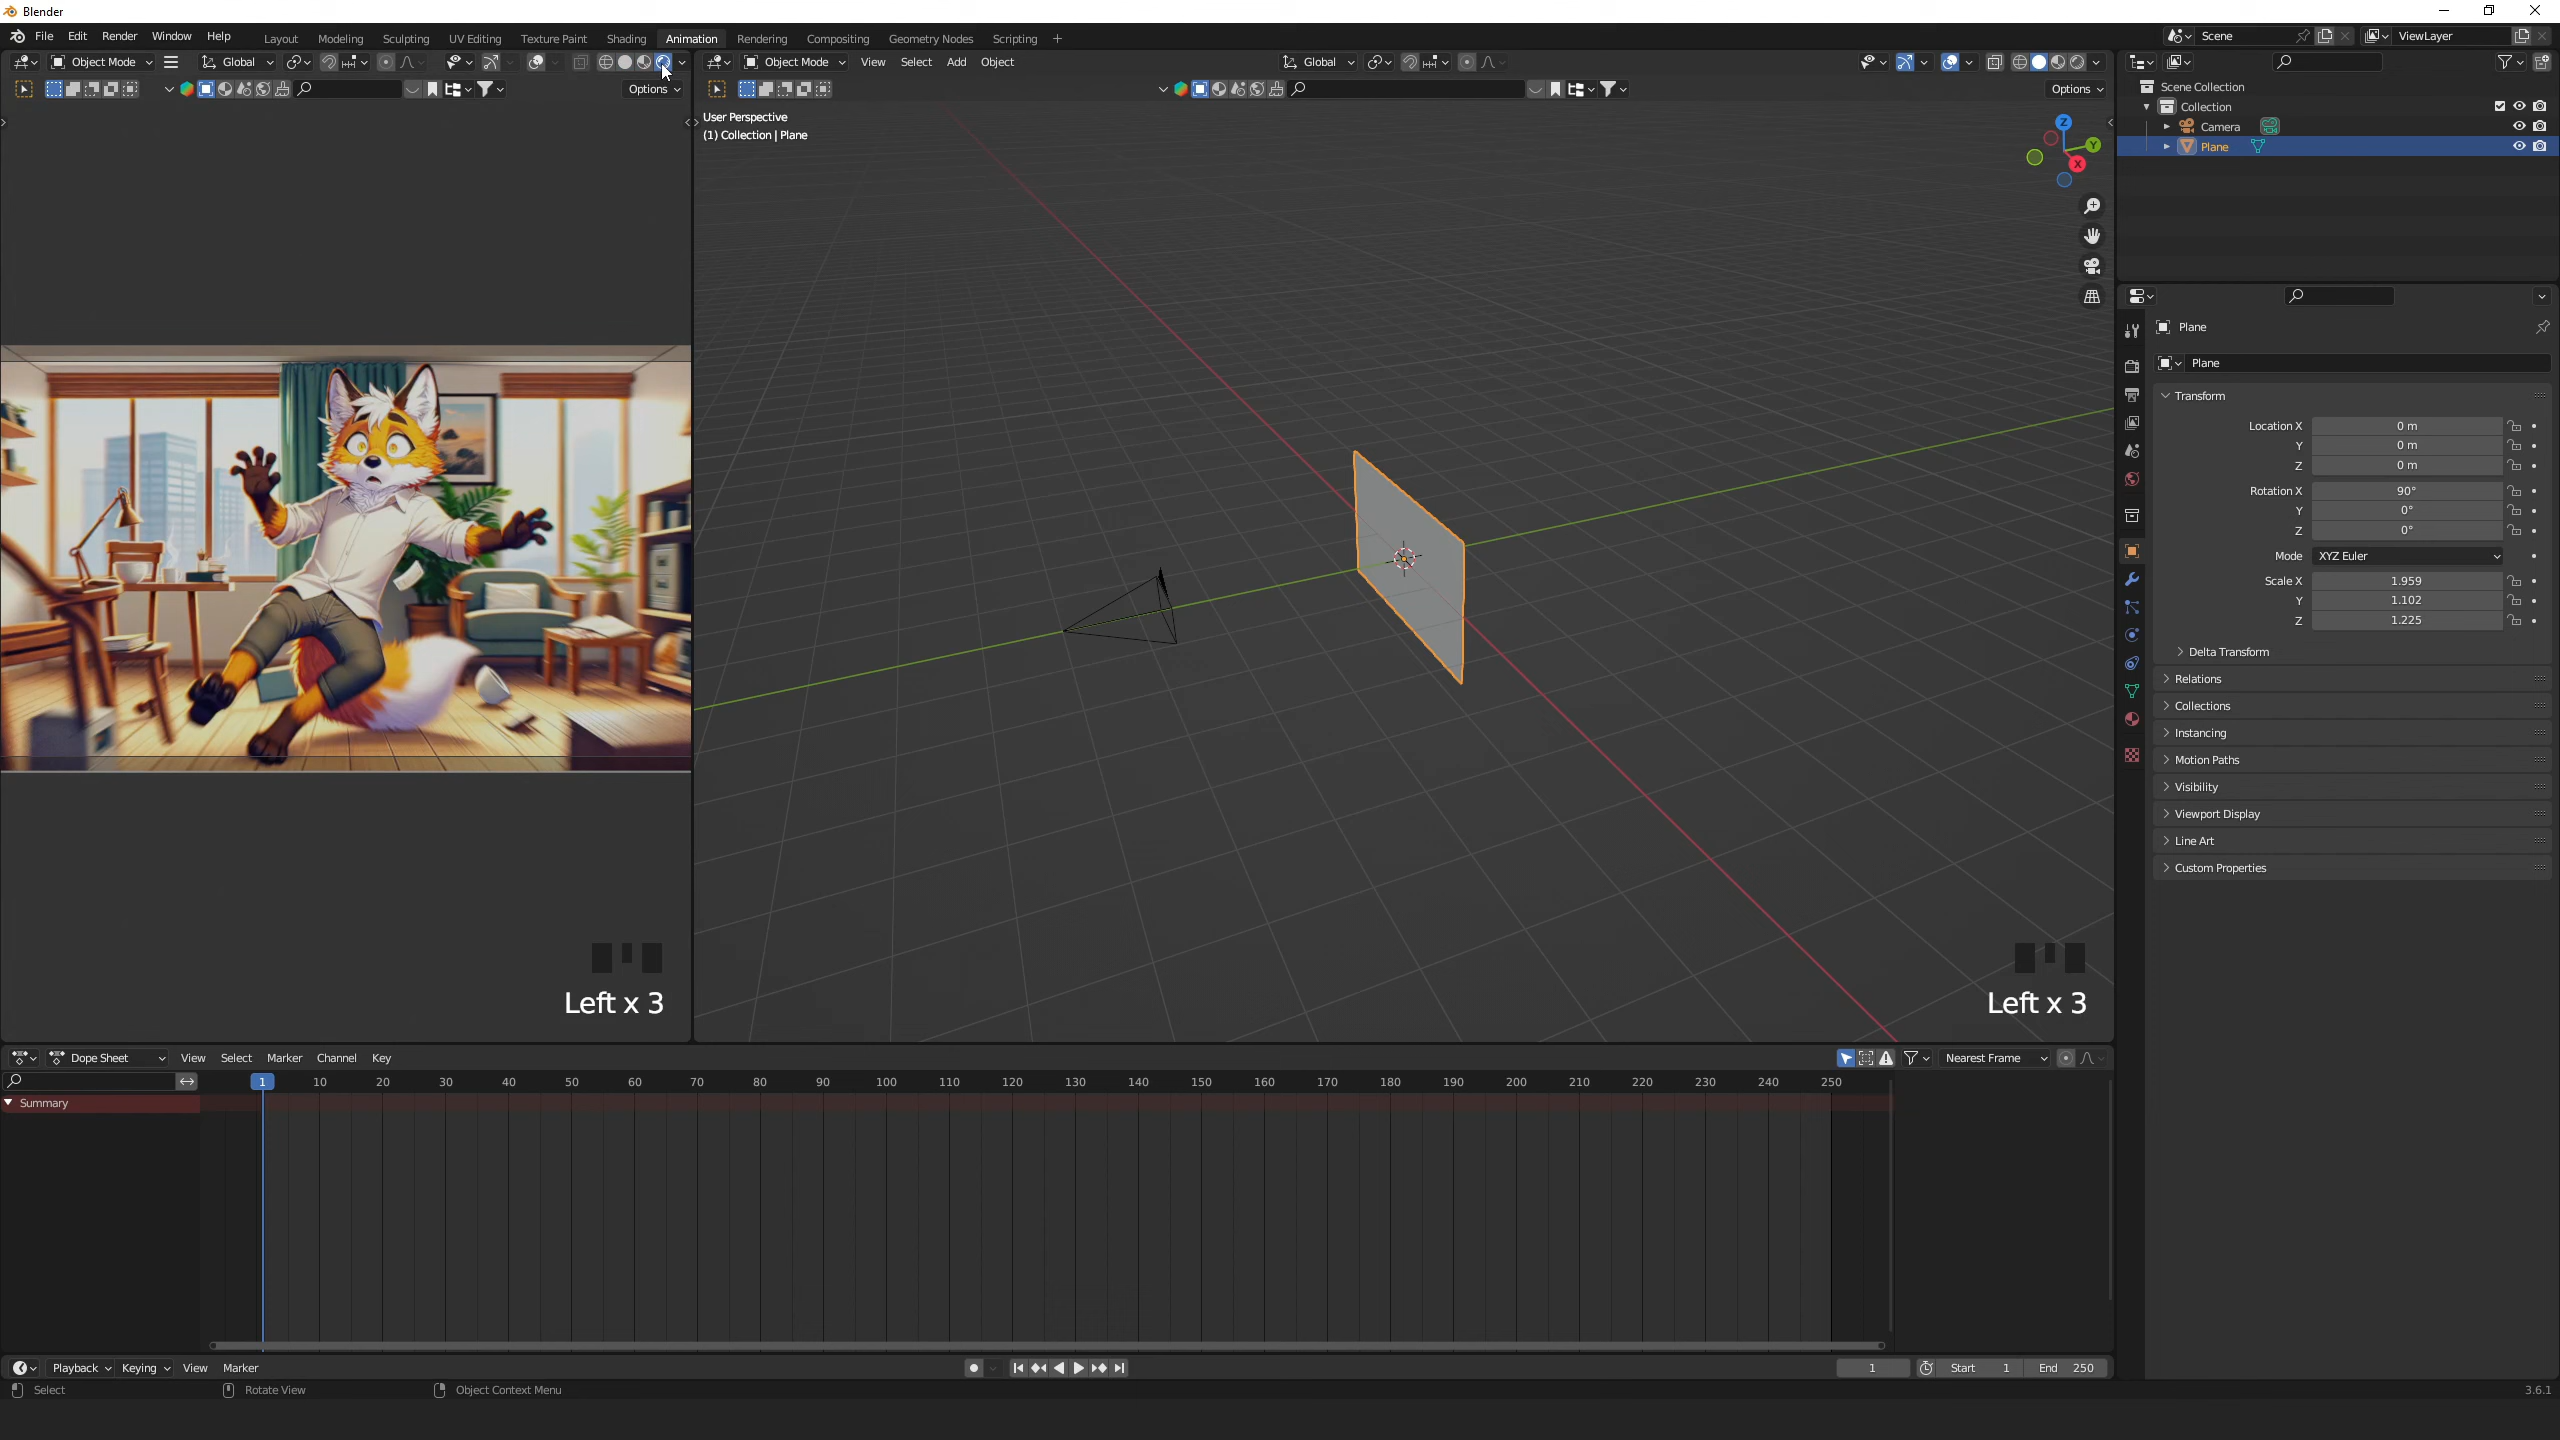 Blender
File Edit Render Window Help Layout Modeling Sculpting UV Editing Texture Paint Shading Animation Rendering Compositing Geometry Nodes Scripting + Scene ViewLayer
Object Mode Global Object Mode View Select Add Object Global
Options Options
User Perspective
(1) Collection | Plane
Z
Y
X
Left x 3
Left x 3
Scene Collection
Collection
Camera
Plane
Plane
Plane
Transform
Location X 0 m
Y 0 m
Z 0 m
Rotation X 90°
Y 0°
Z 0°
Mode XYZ Euler
Scale X 1.959
Y 1.102
Z 1.225
Delta Transform
Relations
Collections
Instancing
Motion Paths
Visibility
Viewport Display
Line Art
Custom Properties
Dope Sheet View Select Marker Channel Key Nearest Frame
1 10 20 30 40 50 60 70 80 90 100 110 120 130 140 150 160 170 180 190 200 210 220 230 240 250
Summary
Playback Keying View Marker 1 Start 1 End 250
Select Rotate View Object Context Menu 3.6.1